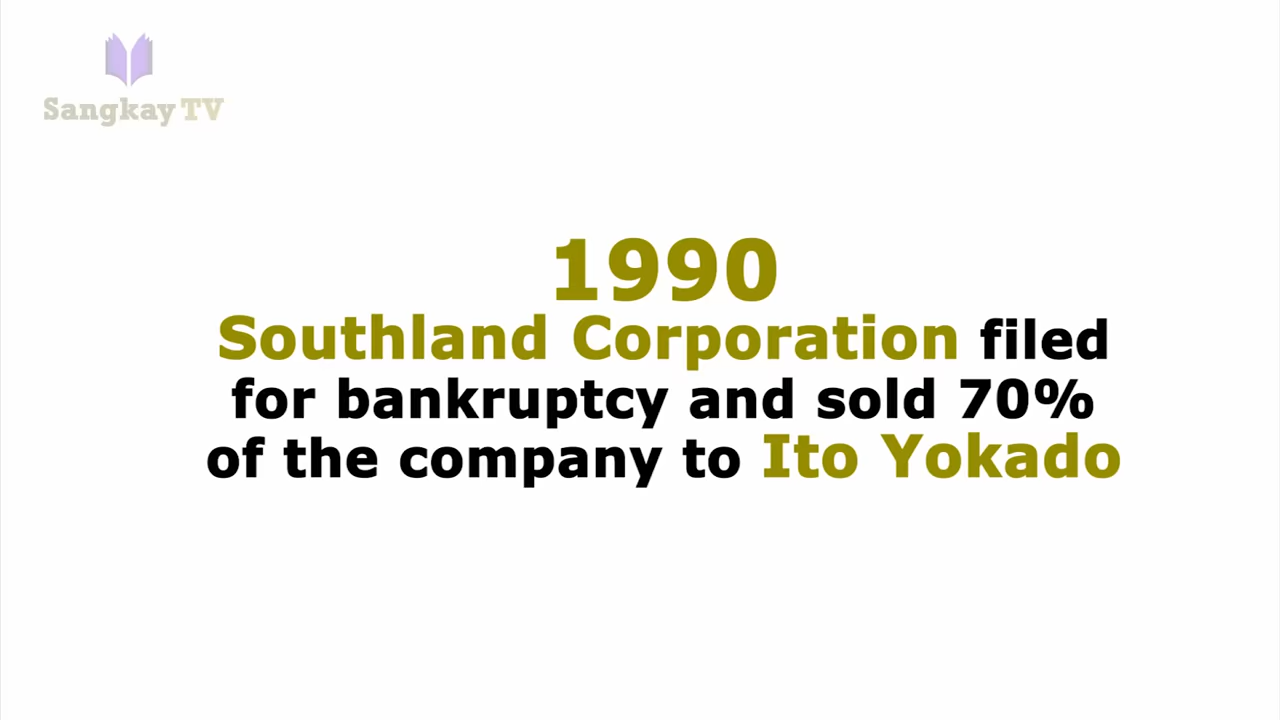 Sangkay TV
1990
Southland Corporation filed
for bankruptcy and sold 70%
of the company to Ito Yokado